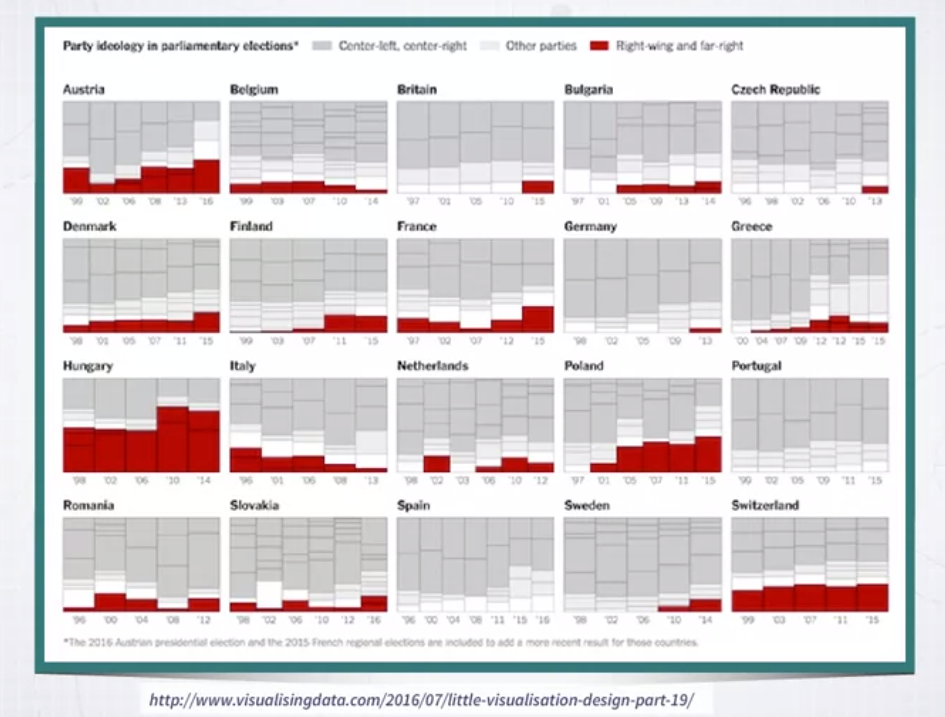 Party ideology in parliamentary elections* Center-left, center-right Other parties Right-wing and far-right
Austria Belgium Britain Bulgaria Czech Republic
'99 '02 '06 '08 '13 '16 '99 '03 '07 '10 '14 '97 '01 '05 '10 '15 '97 '01 '05 '09 '13 '14 '96 '98 '02 '06 '10 '13
Denmark Finland France Germany Greece
'98 '01 '05 '07 '11 '15 '99 '03 '07 '11 '15 '97 '02 '07 '12 '15 '98 '02 '05 '09 '13 '00 '04 '07 '09 '12 '12 '15 '15
Hungary Italy Netherlands Poland Portugal
'98 '02 '06 '10 '14 '96 '01 '06 '08 '13 '98 '02 '03 '06 '10 '12 '97 '01 '05 '07 '11 '15 '99 '02 '05 '09 '11 '15
Romania Slovakia Spain Sweden Switzerland
'96 '00 '04 '08 '12 '98 '02 '06 '10 '12 '16 '96 '00 '04 '08 '11 '15 '16 '98 '02 '06 '10 '14 '99 '03 '07 '11 '15
*The 2016 Austrian presidential election and the 2015 French regional elections are included to add a more recent result for those countries.
http://www.visualisingdata.com/2016/07/little-visualisation-design-part-19/